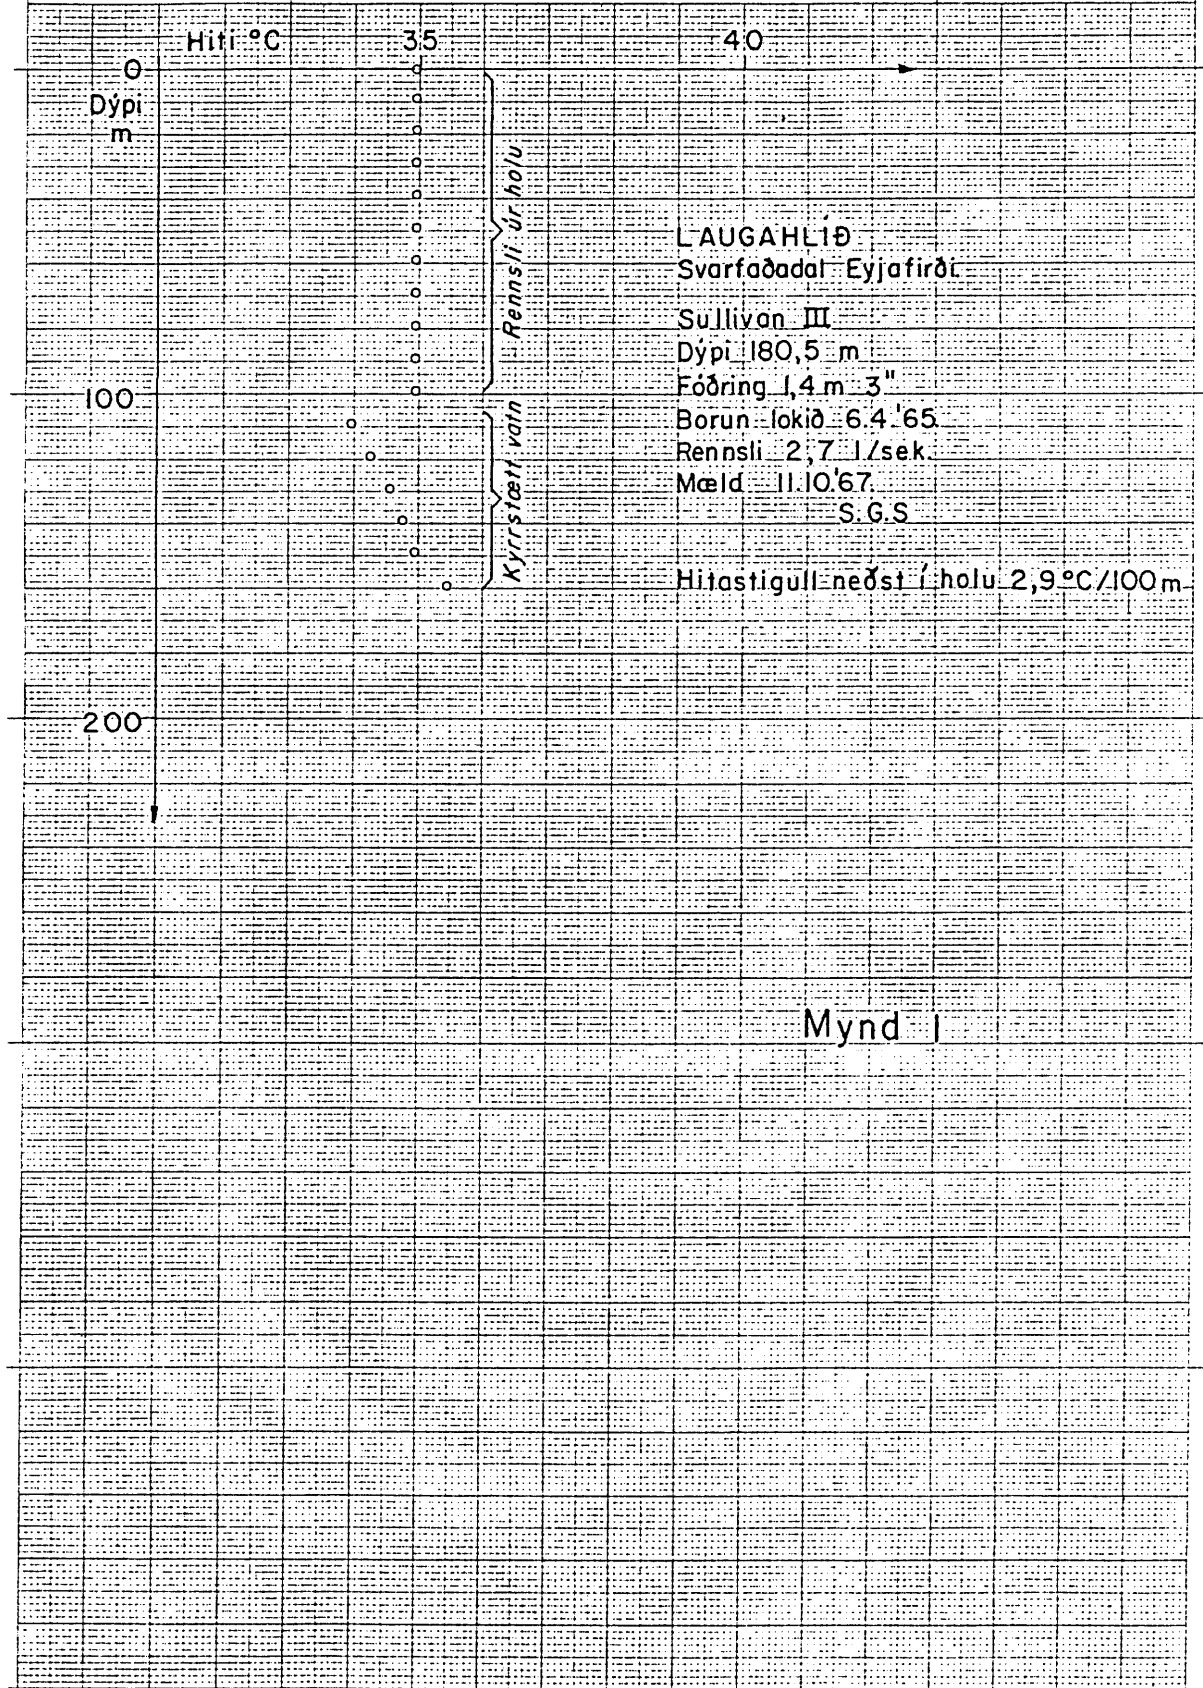 Hiti °C 35 40
0
Dýpi
m
Rennsli úr holu
LAUGAHLÍÐ
Svarfaðadal Eyjafirði.
Sullivan III
Dýpi 180,5 m
100
Fóðring 1,4 m 3"
Borun lokið 6.4.'65.
Rennsli 2,7 l/sek.
Mæld 11.10.'67.
S.G.S
Kyrrstætt vatn
Hitastigull neðst í holu 2,9 °C/100 m
200
Mynd 1